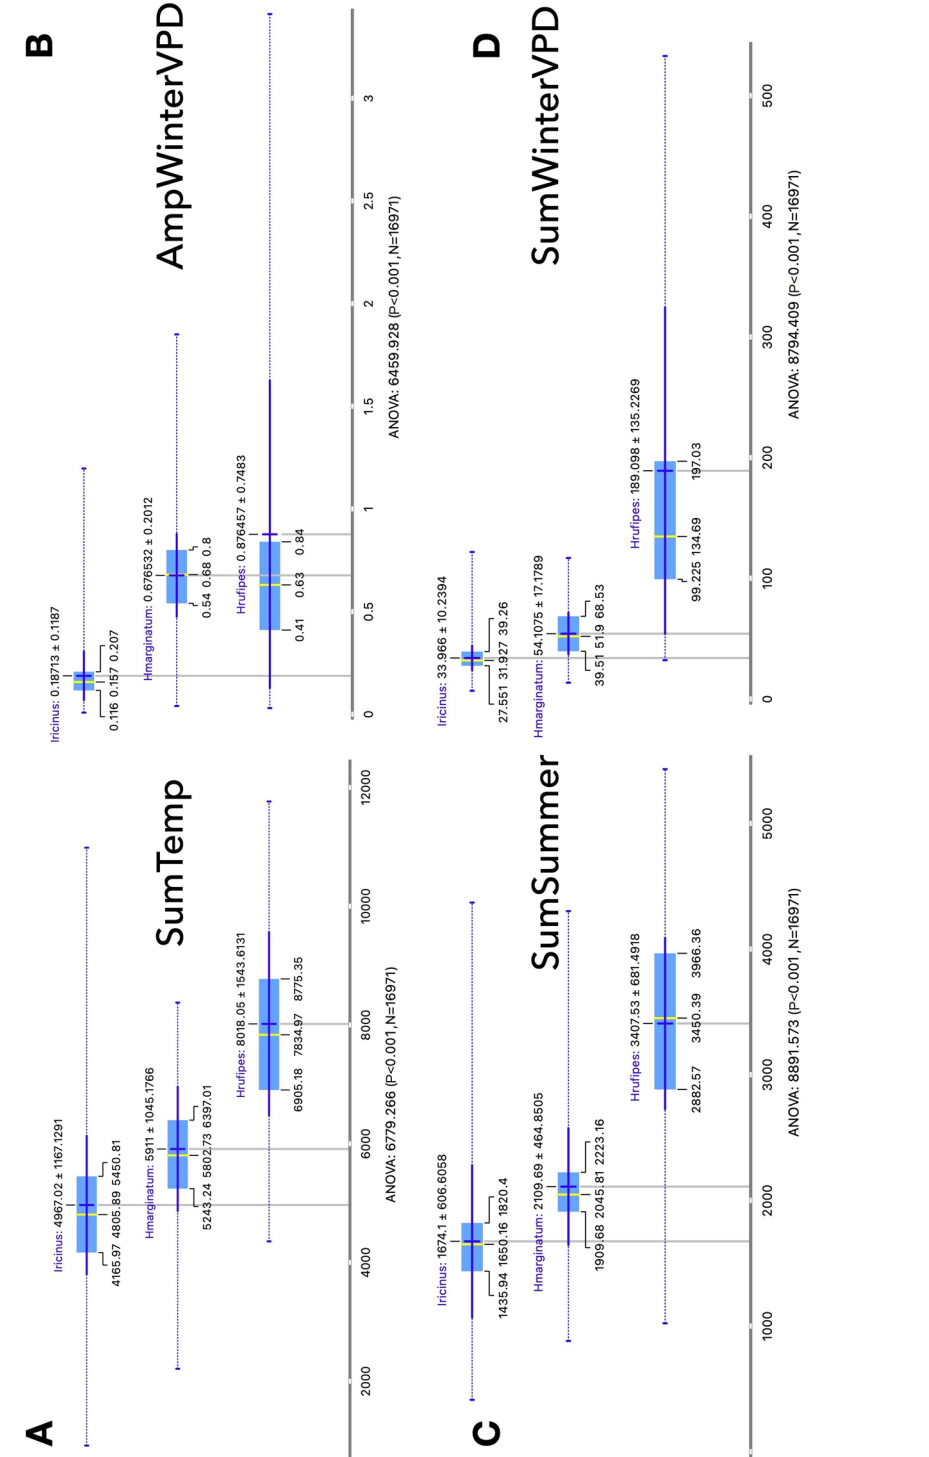 A
SumTemp
Iricinus: 4967.02 ± 1167.1291
4165.97 4805.89 5450.81
Hmarginatum: 5911 ± 1045.1766
5243.24 5802.73 6397.01
Hrufipes: 8018.05 ± 1543.6131
6905.18 7834.97 8775.35
2000 4000 6000 8000 10000 12000
ANOVA: 6779.266 (P<0.001,N=16971)
B
AmpWinterVPD
Iricinus: 0.18713 ± 0.1187
0.116 0.157 0.207
Hmarginatum: 0.676532 ± 0.2012
0.54 0.68 0.8
Hrufipes: 0.876457 ± 0.7483
0.41 0.63 0.84
0 0.5 1 1.5 2 2.5 3
ANOVA: 6459.928 (P<0.001,N=16971)
C
SumSummer
Iricinus: 1674.1 ± 606.6058
1435.94 1650.16 1820.4
Hmarginatum: 2109.69 ± 464.8505
1909.68 2045.81 2223.16
Hrufipes: 3407.53 ± 681.4918
2882.57 3450.39 3966.36
1000 2000 3000 4000 5000
ANOVA: 8891.573 (P<0.001,N=16971)
D
SumWinterVPD
Iricinus: 33.966 ± 10.2394
27.551 31.927 39.26
Hmarginatum: 54.1075 ± 17.1789
39.51 51.9 68.53
Hrufipes: 189.098 ± 135.2269
99.225 134.69 197.03
0 100 200 300 400 500
ANOVA: 8794.409 (P<0.001,N=16971)